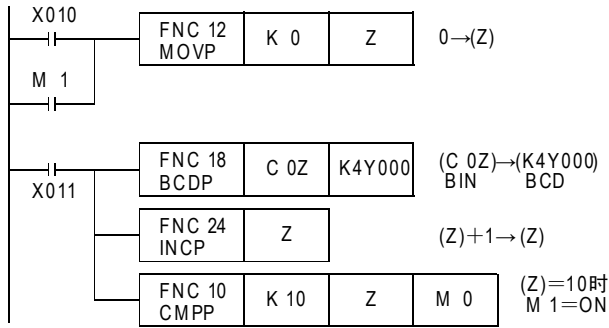 X010
FNC 12
MOVP
K 0
Z
0→(Z)
M 1
X011
FNC 18
BCDP
C 0Z
K4Y000
(C 0Z)→(K4Y000)
BIN BCD
FNC 24
INCP
Z
(Z)+1→(Z)
FNC 10
CMPP
K 10
Z
M 0
(Z)=10时
M 1=ON